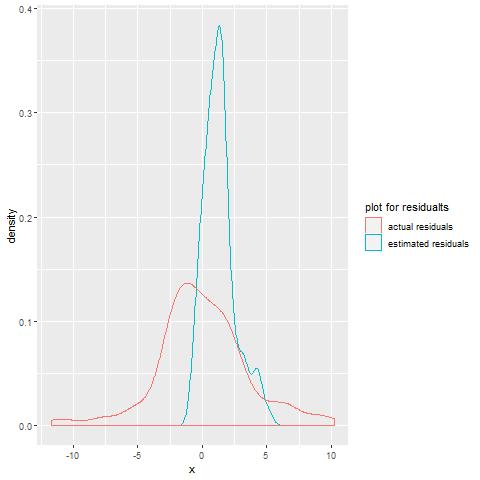 0.4
0.3
0.2
0.1
0.0
density
-10
-5
0
5
10
x
plot for residualts
actual residuals
estimated residuals